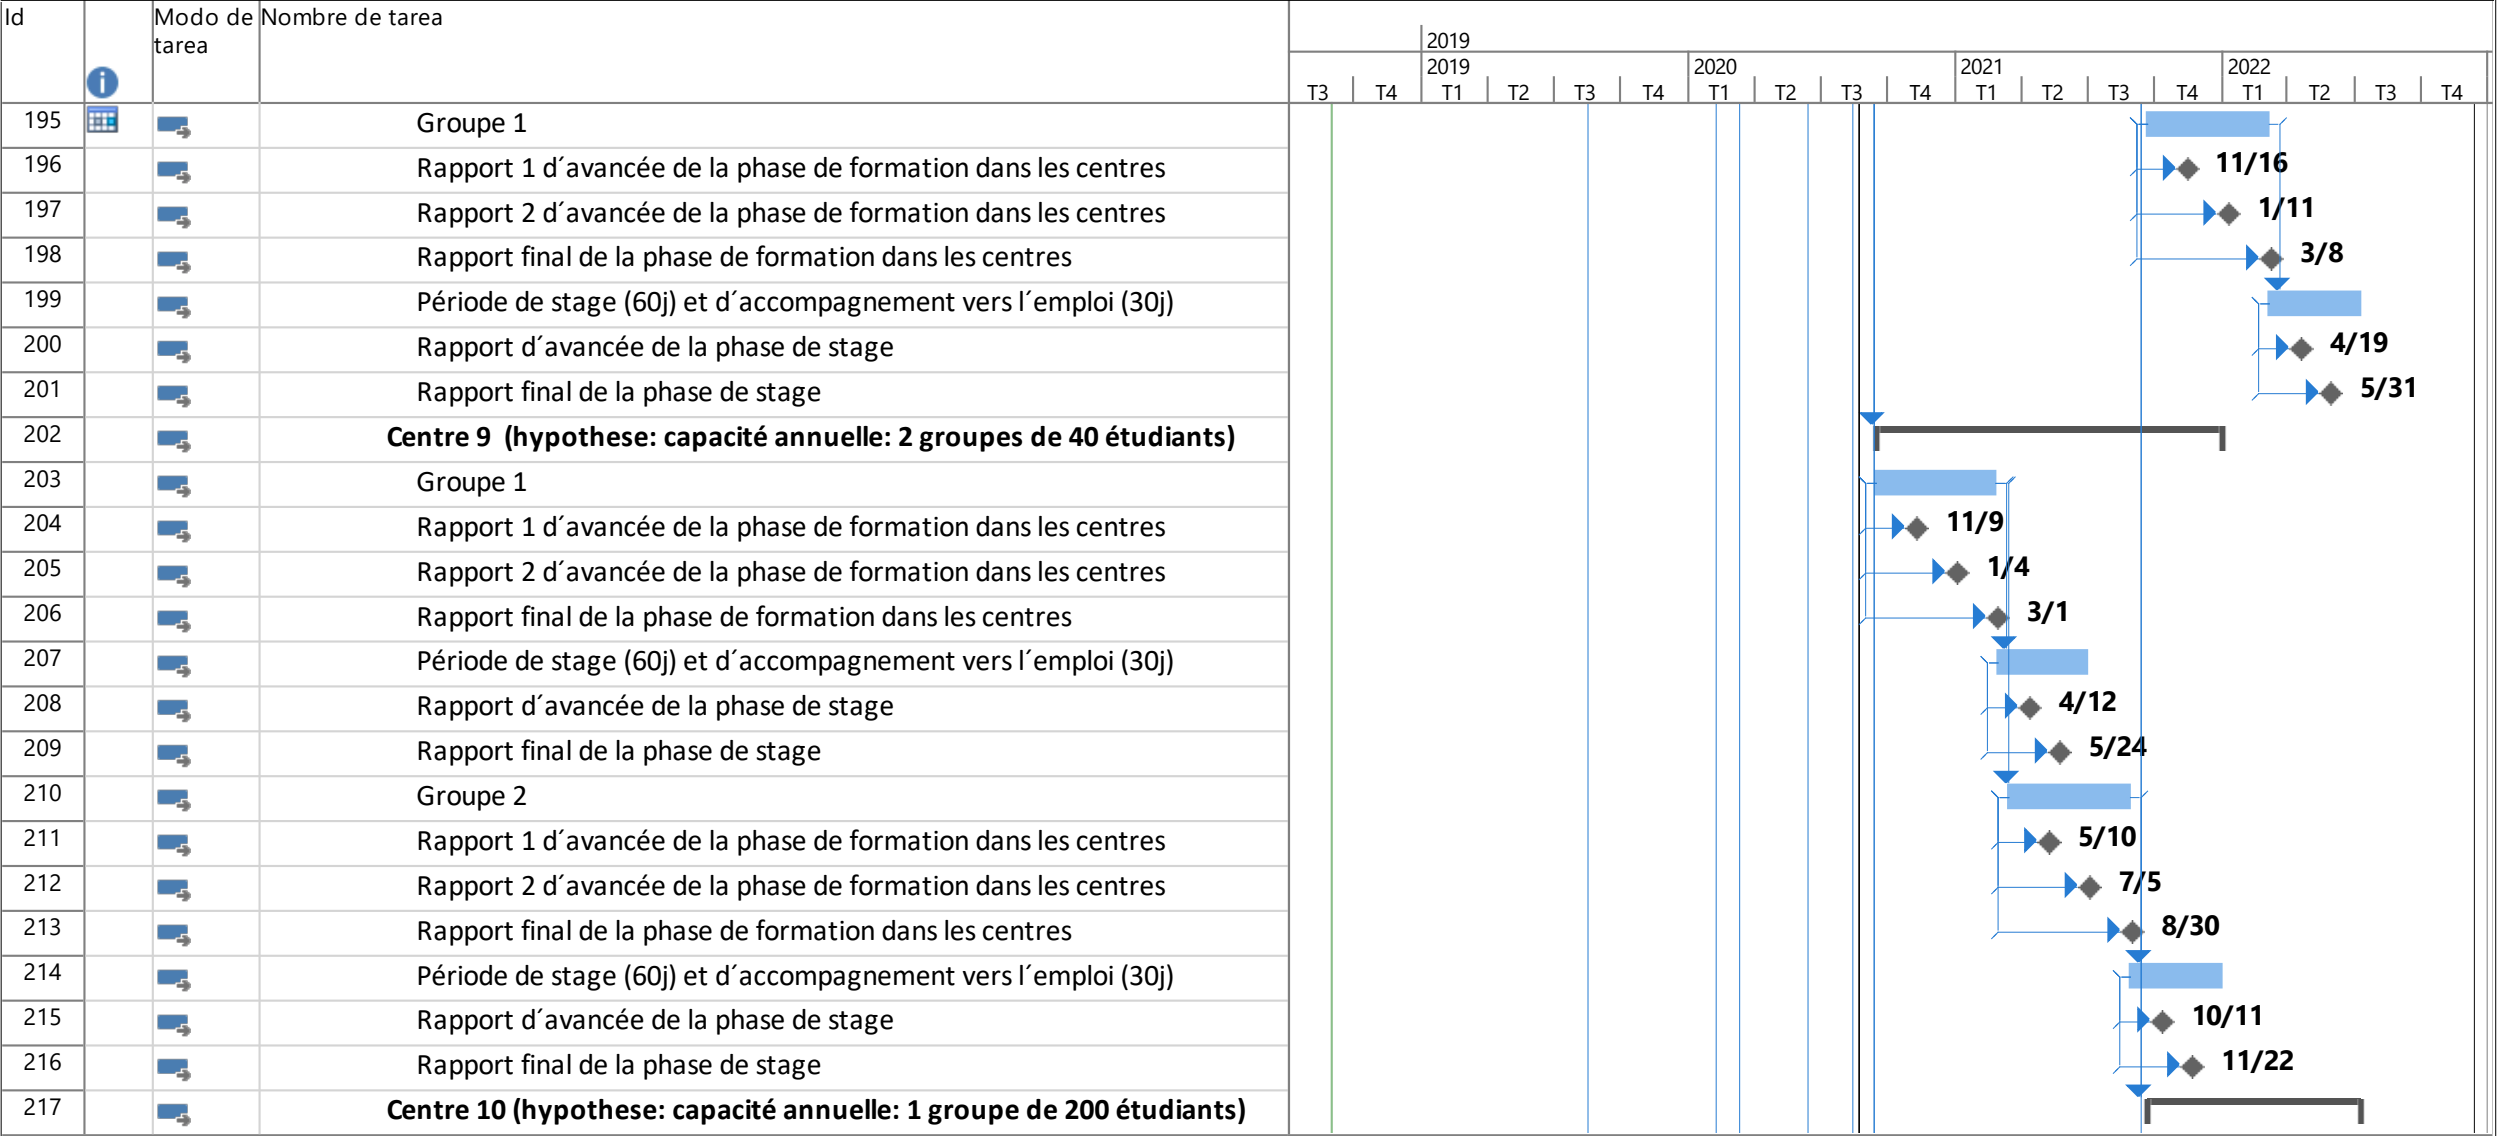 Id
Modo de
tarea
Nombre de tarea
2019
2019 2020 2021 2022
T3 T4 T1 T2 T3 T4 T1 T2 T3 T4 T1 T2 T3 T4 T1 T2 T3 T4
195 Groupe 1
196 Rapport 1 d´avancée de la phase de formation dans les centres 11/16
197 Rapport 2 d´avancée de la phase de formation dans les centres 1/11
198 Rapport final de la phase de formation dans les centres 3/8
199 Période de stage (60j) et d´accompagnement vers l´emploi (30j)
200 Rapport d´avancée de la phase de stage 4/19
201 Rapport final de la phase de stage 5/31
202 Centre 9  (hypothese: capacité annuelle: 2 groupes de 40 étudiants)
203 Groupe 1
204 Rapport 1 d´avancée de la phase de formation dans les centres 11/9
205 Rapport 2 d´avancée de la phase de formation dans les centres 1/4
206 Rapport final de la phase de formation dans les centres 3/1
207 Période de stage (60j) et d´accompagnement vers l´emploi (30j)
208 Rapport d´avancée de la phase de stage 4/12
209 Rapport final de la phase de stage 5/24
210 Groupe 2
211 Rapport 1 d´avancée de la phase de formation dans les centres 5/10
212 Rapport 2 d´avancée de la phase de formation dans les centres 7/5
213 Rapport final de la phase de formation dans les centres 8/30
214 Période de stage (60j) et d´accompagnement vers l´emploi (30j)
215 Rapport d´avancée de la phase de stage 10/11
216 Rapport final de la phase de stage 11/22
217 Centre 10 (hypothese: capacité annuelle: 1 groupe de 200 étudiants)